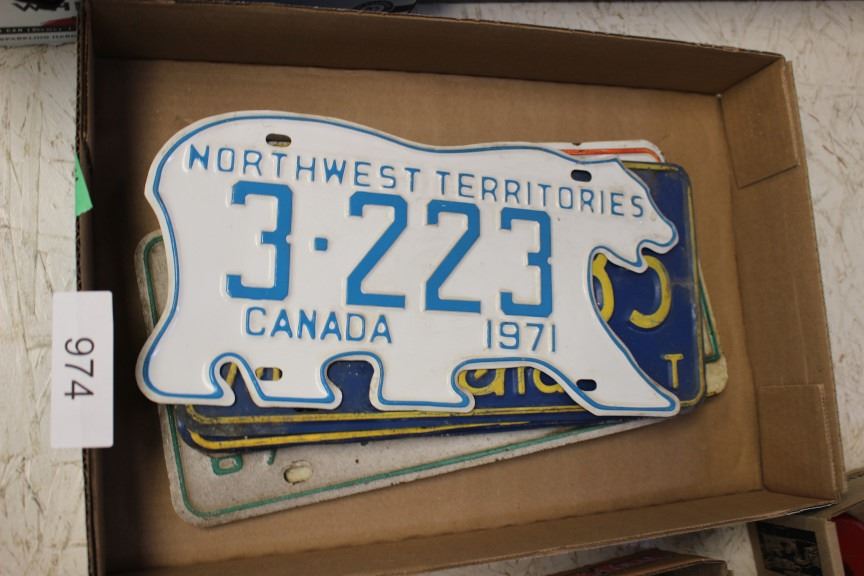 NORTHWEST TERRITORIES
3·223
CANADA 1971
974
T